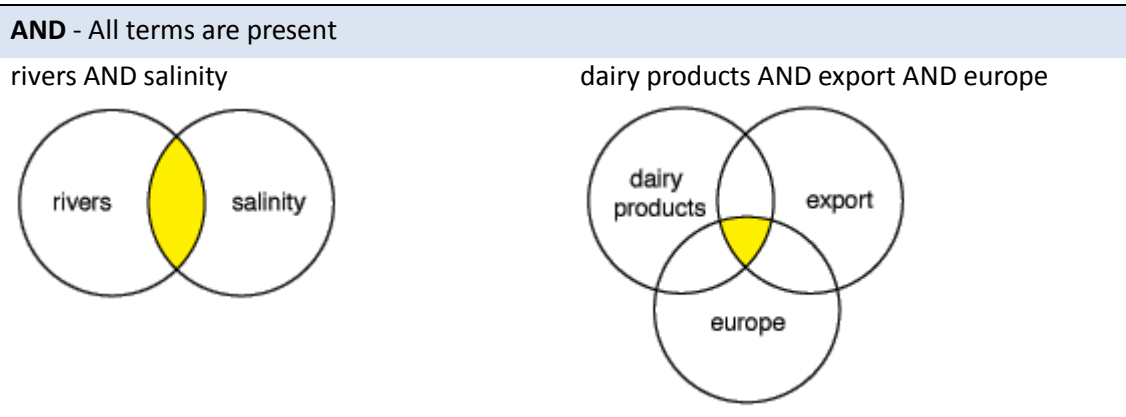 AND - All terms are present
rivers AND salinity
dairy products AND export AND europe
rivers
salinity
dairy
products
export
europe